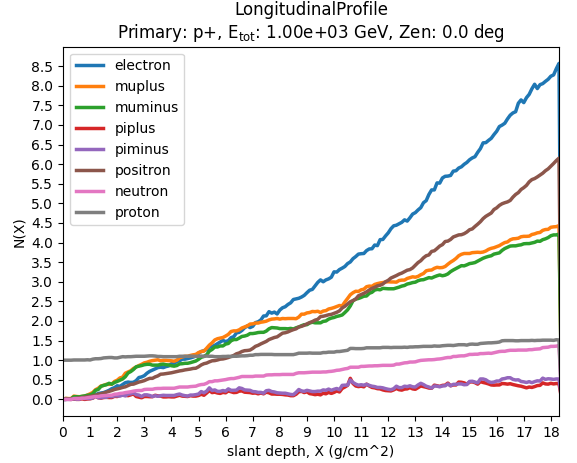 LongitudinalProfile
Primary: p+, E_tot: 1.00e+03 GeV, Zen: 0.0 deg
electron
muplus
muminus
piplus
piminus
positron
neutron
proton
N(X)
8.5
8.0
7.5
7.0
6.5
6.0
5.5
5.0
4.5
4.0
3.5
3.0
2.5
2.0
1.5
1.0
0.5
0.0
0 1 2 3 4 5 6 7 8 9 10 11 12 13 14 15 16 17 18
slant depth, X (g/cm^2)